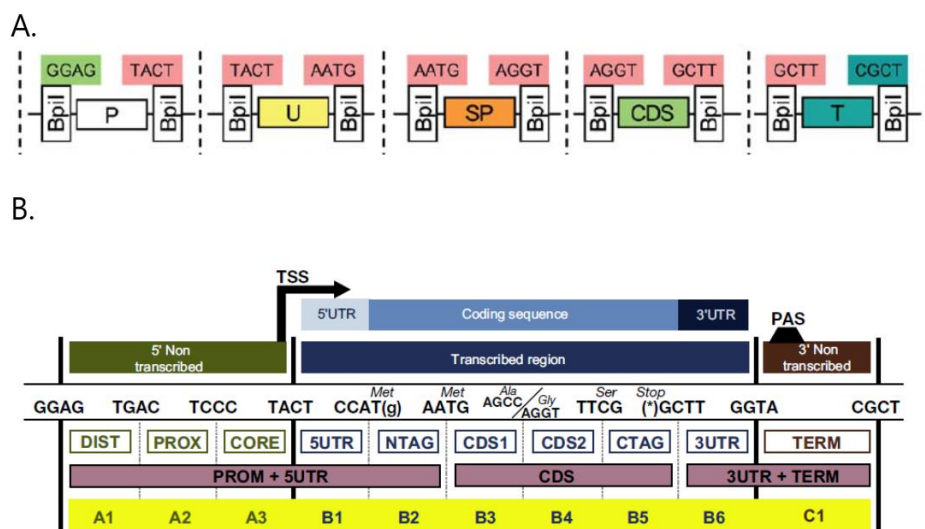 A.
GGAG TACT TACT AATG AATG AGGT AGGT GCTT GCTT CGCT
BpiI P BpiI BpiI U BpiI BpiI SP BpiI BpiI CDS BpiI BpiI T BpiI
B.
TSS
5'UTR Coding sequence 3'UTR
PAS
5' Non
transcribed
Transcribed region
3' Non
transcribed
Met Met Ala Gly Ser Stop
GGAG TGAC TCCC TACT CCAT(g) AATG AGCC/AGGT TTCG (*)GCTT GGTA CGCT
DIST PROX CORE 5UTR NTAG CDS1 CDS2 CTAG 3UTR TERM
PROM + 5UTR CDS 3UTR + TERM
A1 A2 A3 B1 B2 B3 B4 B5 B6 C1